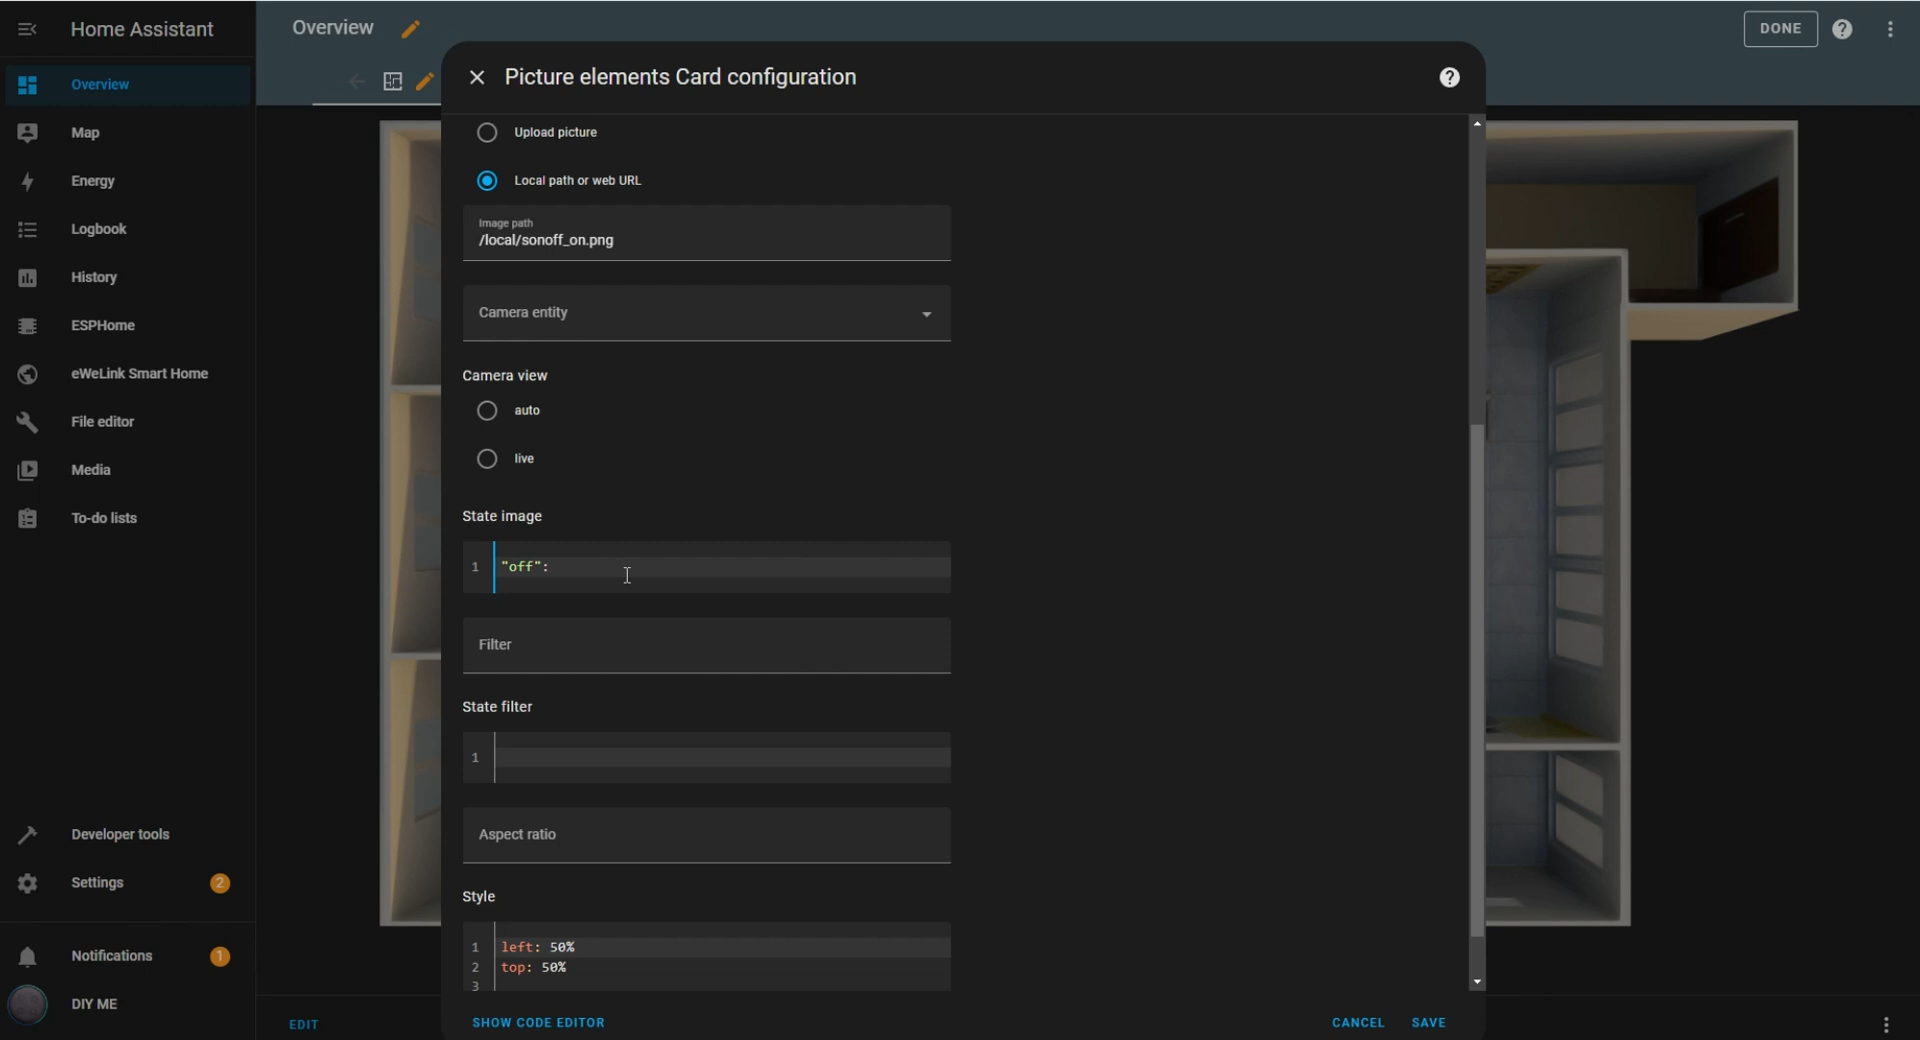 Home Assistant
Overview
DONE
Overview
Map
Energy
Logbook
History
ESPHome
eWeLink Smart Home
File editor
Media
To-do lists
Developer tools
Settings
2
Notifications
1
DIY ME
Picture elements Card configuration
Upload picture
Local path or web URL
Image path
/local/sonoff_on.png
Camera entity
Camera view
auto
live
State image
1 "off":
Filter
State filter
1
Aspect ratio
Style
1 left: 50%
2 top: 50%
3
SHOW CODE EDITOR
CANCEL
SAVE
EDIT